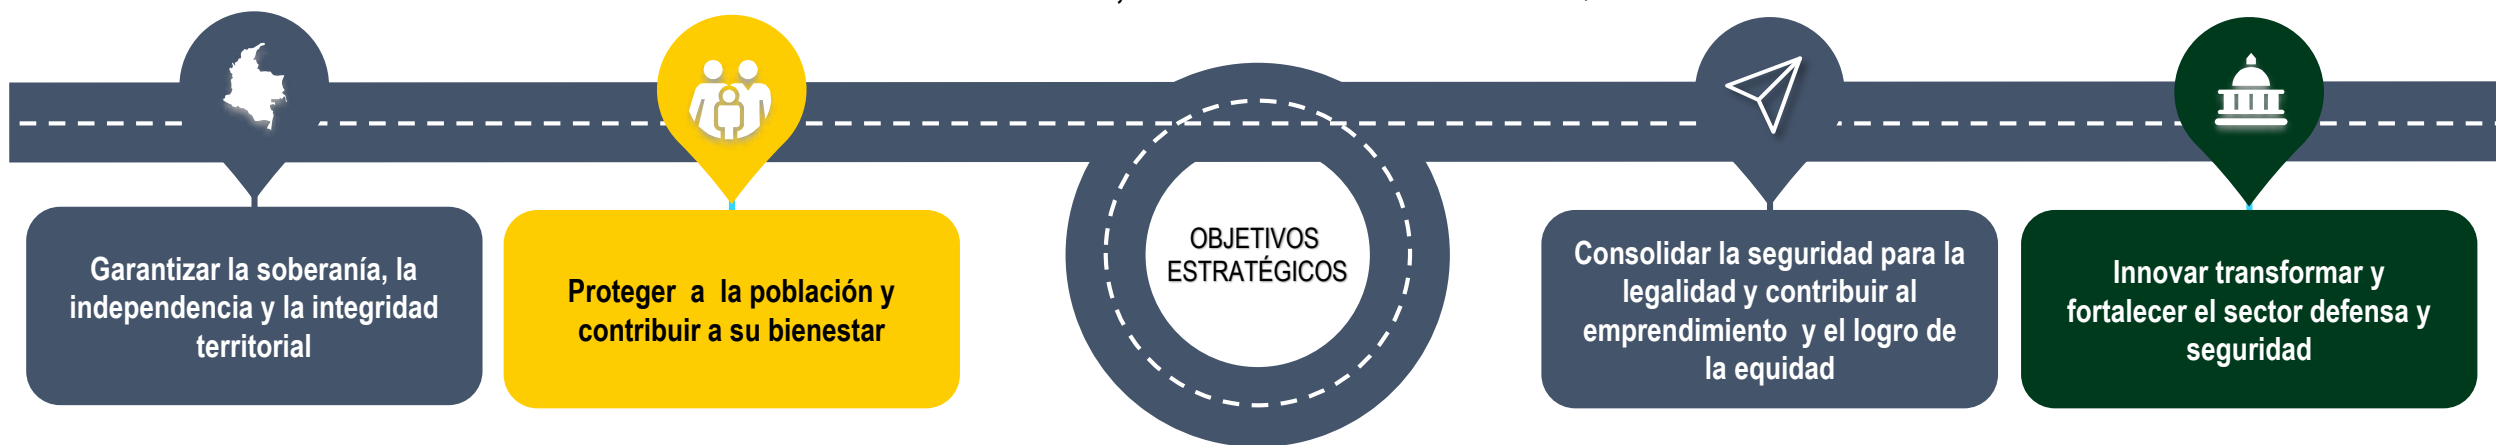 Garantizar la soberanía, la
independencia y la integridad
territorial
Proteger a la población y
contribuir a su bienestar
OBJETIVOS
ESTRATÉGICOS
Consolidar la seguridad para la
legalidad y contribuir al
emprendimiento y el logro de
la equidad
Innovar transformar y
fortalecer el sector defensa y
seguridad